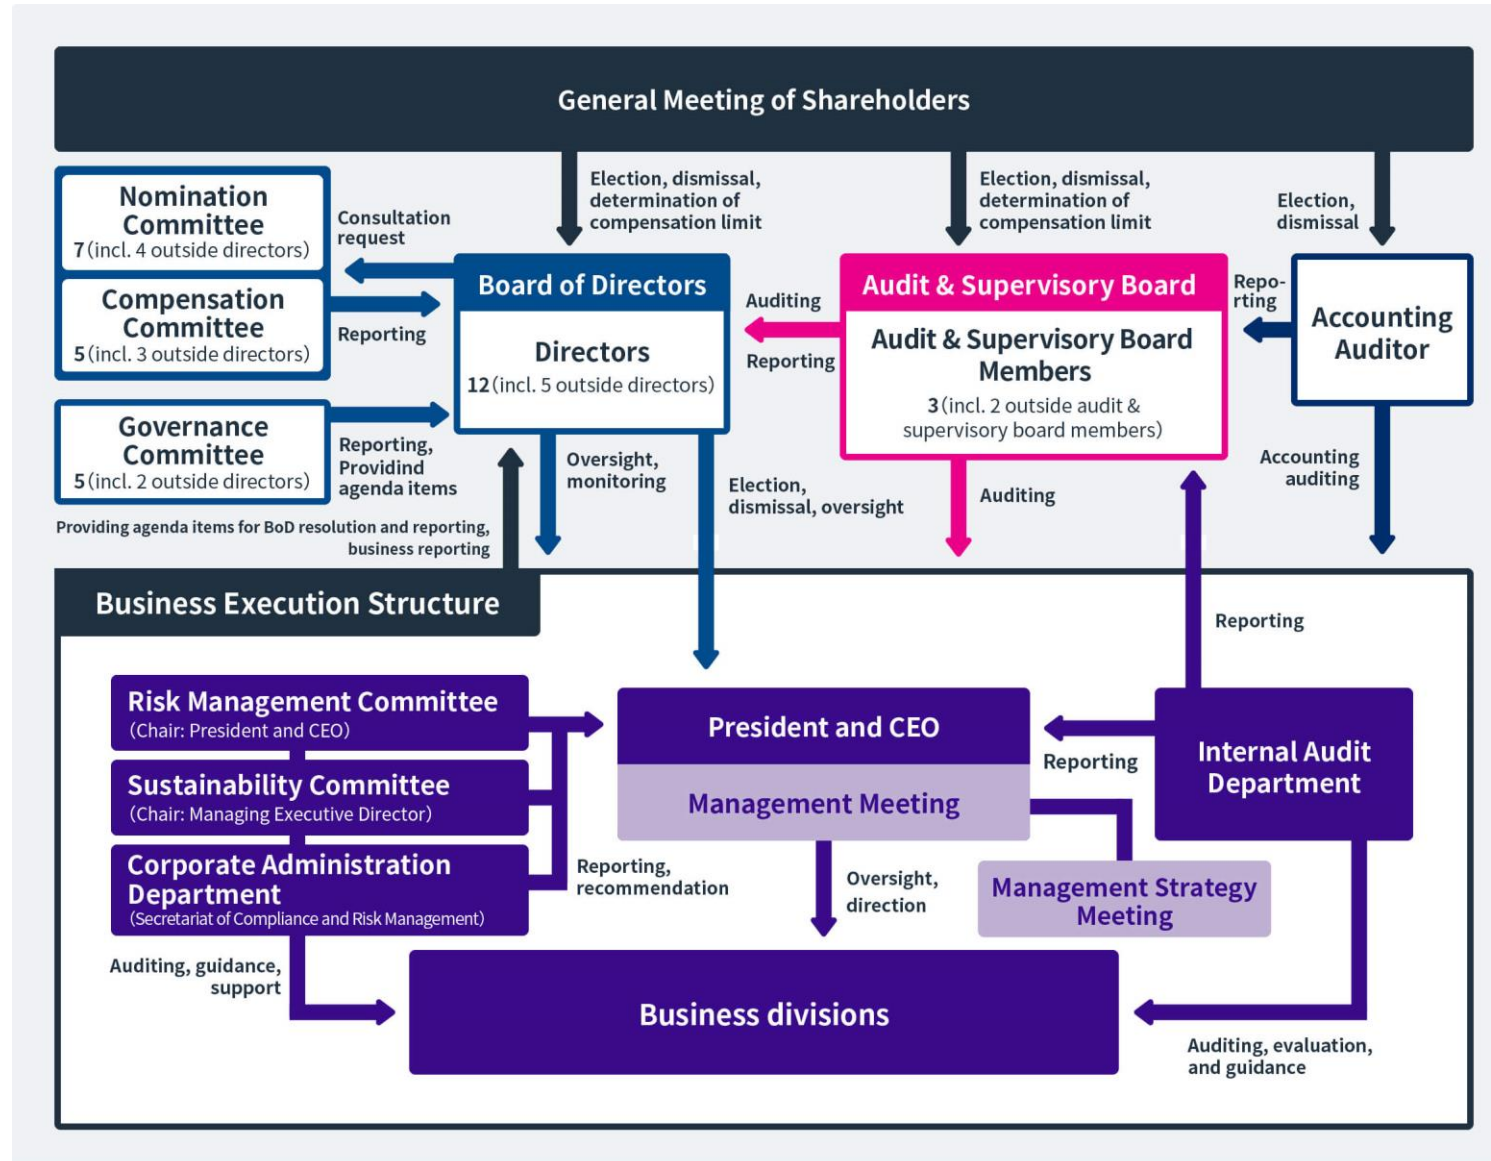 General Meeting of Shareholders
Election, dismissal,
determination of
compensation limit
Election, dismissal,
determination of
compensation limit
Election,
dismissal
Nomination
Committee
7(incl. 4 outside directors)
Compensation
Committee
5(incl. 3 outside directors)
Consultation
request
Reporting
Governance
Committee
5(incl. 2 outside directors)
Reporting,
Providind
agenda items
Board of Directors
Directors
12(incl. 5 outside directors)
Auditing
Reporting
Audit & Supervisory Board
Audit & Supervisory Board
Members
3(incl. 2 outside audit &
supervisory board members)
Repo-
rting
Accounting
Auditor
Oversight,
monitoring
Election,
dismissal, oversight
Auditing
Accounting
auditing
Providing agenda items for BoD resolution and reporting,
business reporting
Business Execution Structure
Reporting
Risk Management Committee
(Chair: President and CEO)
Sustainability Committee
(Chair: Managing Executive Director)
Corporate Administration
Department
(Secretariat of Compliance and Risk Management)
Reporting,
recommendation
President and CEO
Management Meeting
Reporting
Internal Audit
Department
Oversight,
direction
Management Strategy
Meeting
Auditing, guidance,
support
Business divisions
Auditing, evaluation,
and guidance